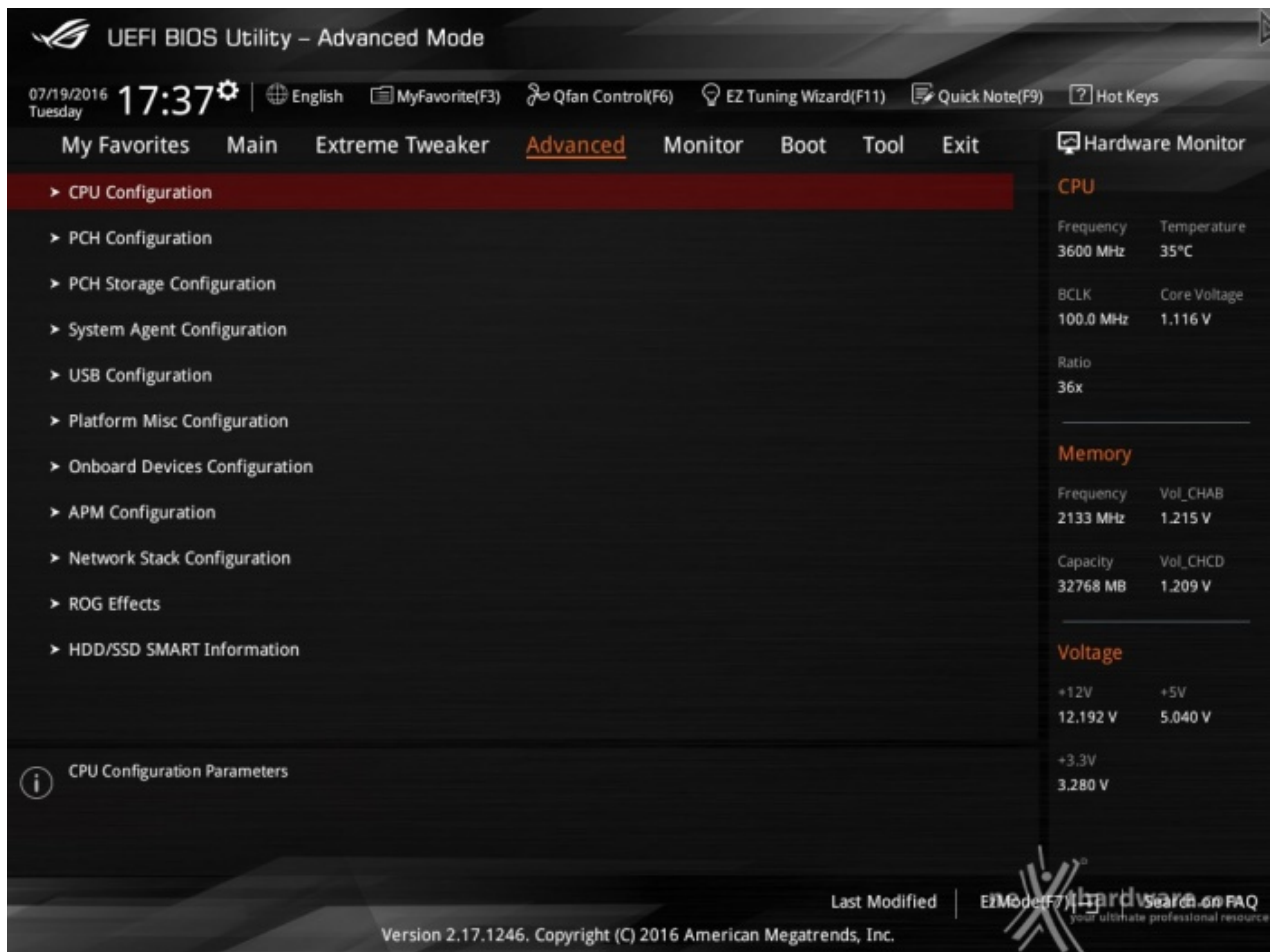 UEFI BIOS Utility – Advanced Mode
07/19/2016
Tuesday
17:37
English
MyFavorite(F3)
Qfan Control(F6)
EZ Tuning Wizard(F11)
Quick Note(F9)
? Hot Keys
My Favorites Main Extreme Tweaker Advanced Monitor Boot Tool Exit
Hardware Monitor
> CPU Configuration
> PCH Configuration
> PCH Storage Configuration
> System Agent Configuration
> USB Configuration
> Platform Misc Configuration
> Onboard Devices Configuration
> APM Configuration
> Network Stack Configuration
> ROG Effects
> HDD/SSD SMART Information
i CPU Configuration Parameters
CPU
Frequency Temperature
3600 MHz 35°C
BCLK Core Voltage
100.0 MHz 1.116 V
Ratio
36x
Memory
Frequency Vol_CHAB
2133 MHz 1.215 V
Capacity Vol_CHCD
32768 MB 1.209 V
Voltage
+12V +5V
12.192 V 5.040 V
+3.3V
3.280 V
Last Modified
EzMode(F7)
Search on FAQ
your ultimate professional resource
Version 2.17.1246. Copyright (C) 2016 American Megatrends, Inc.